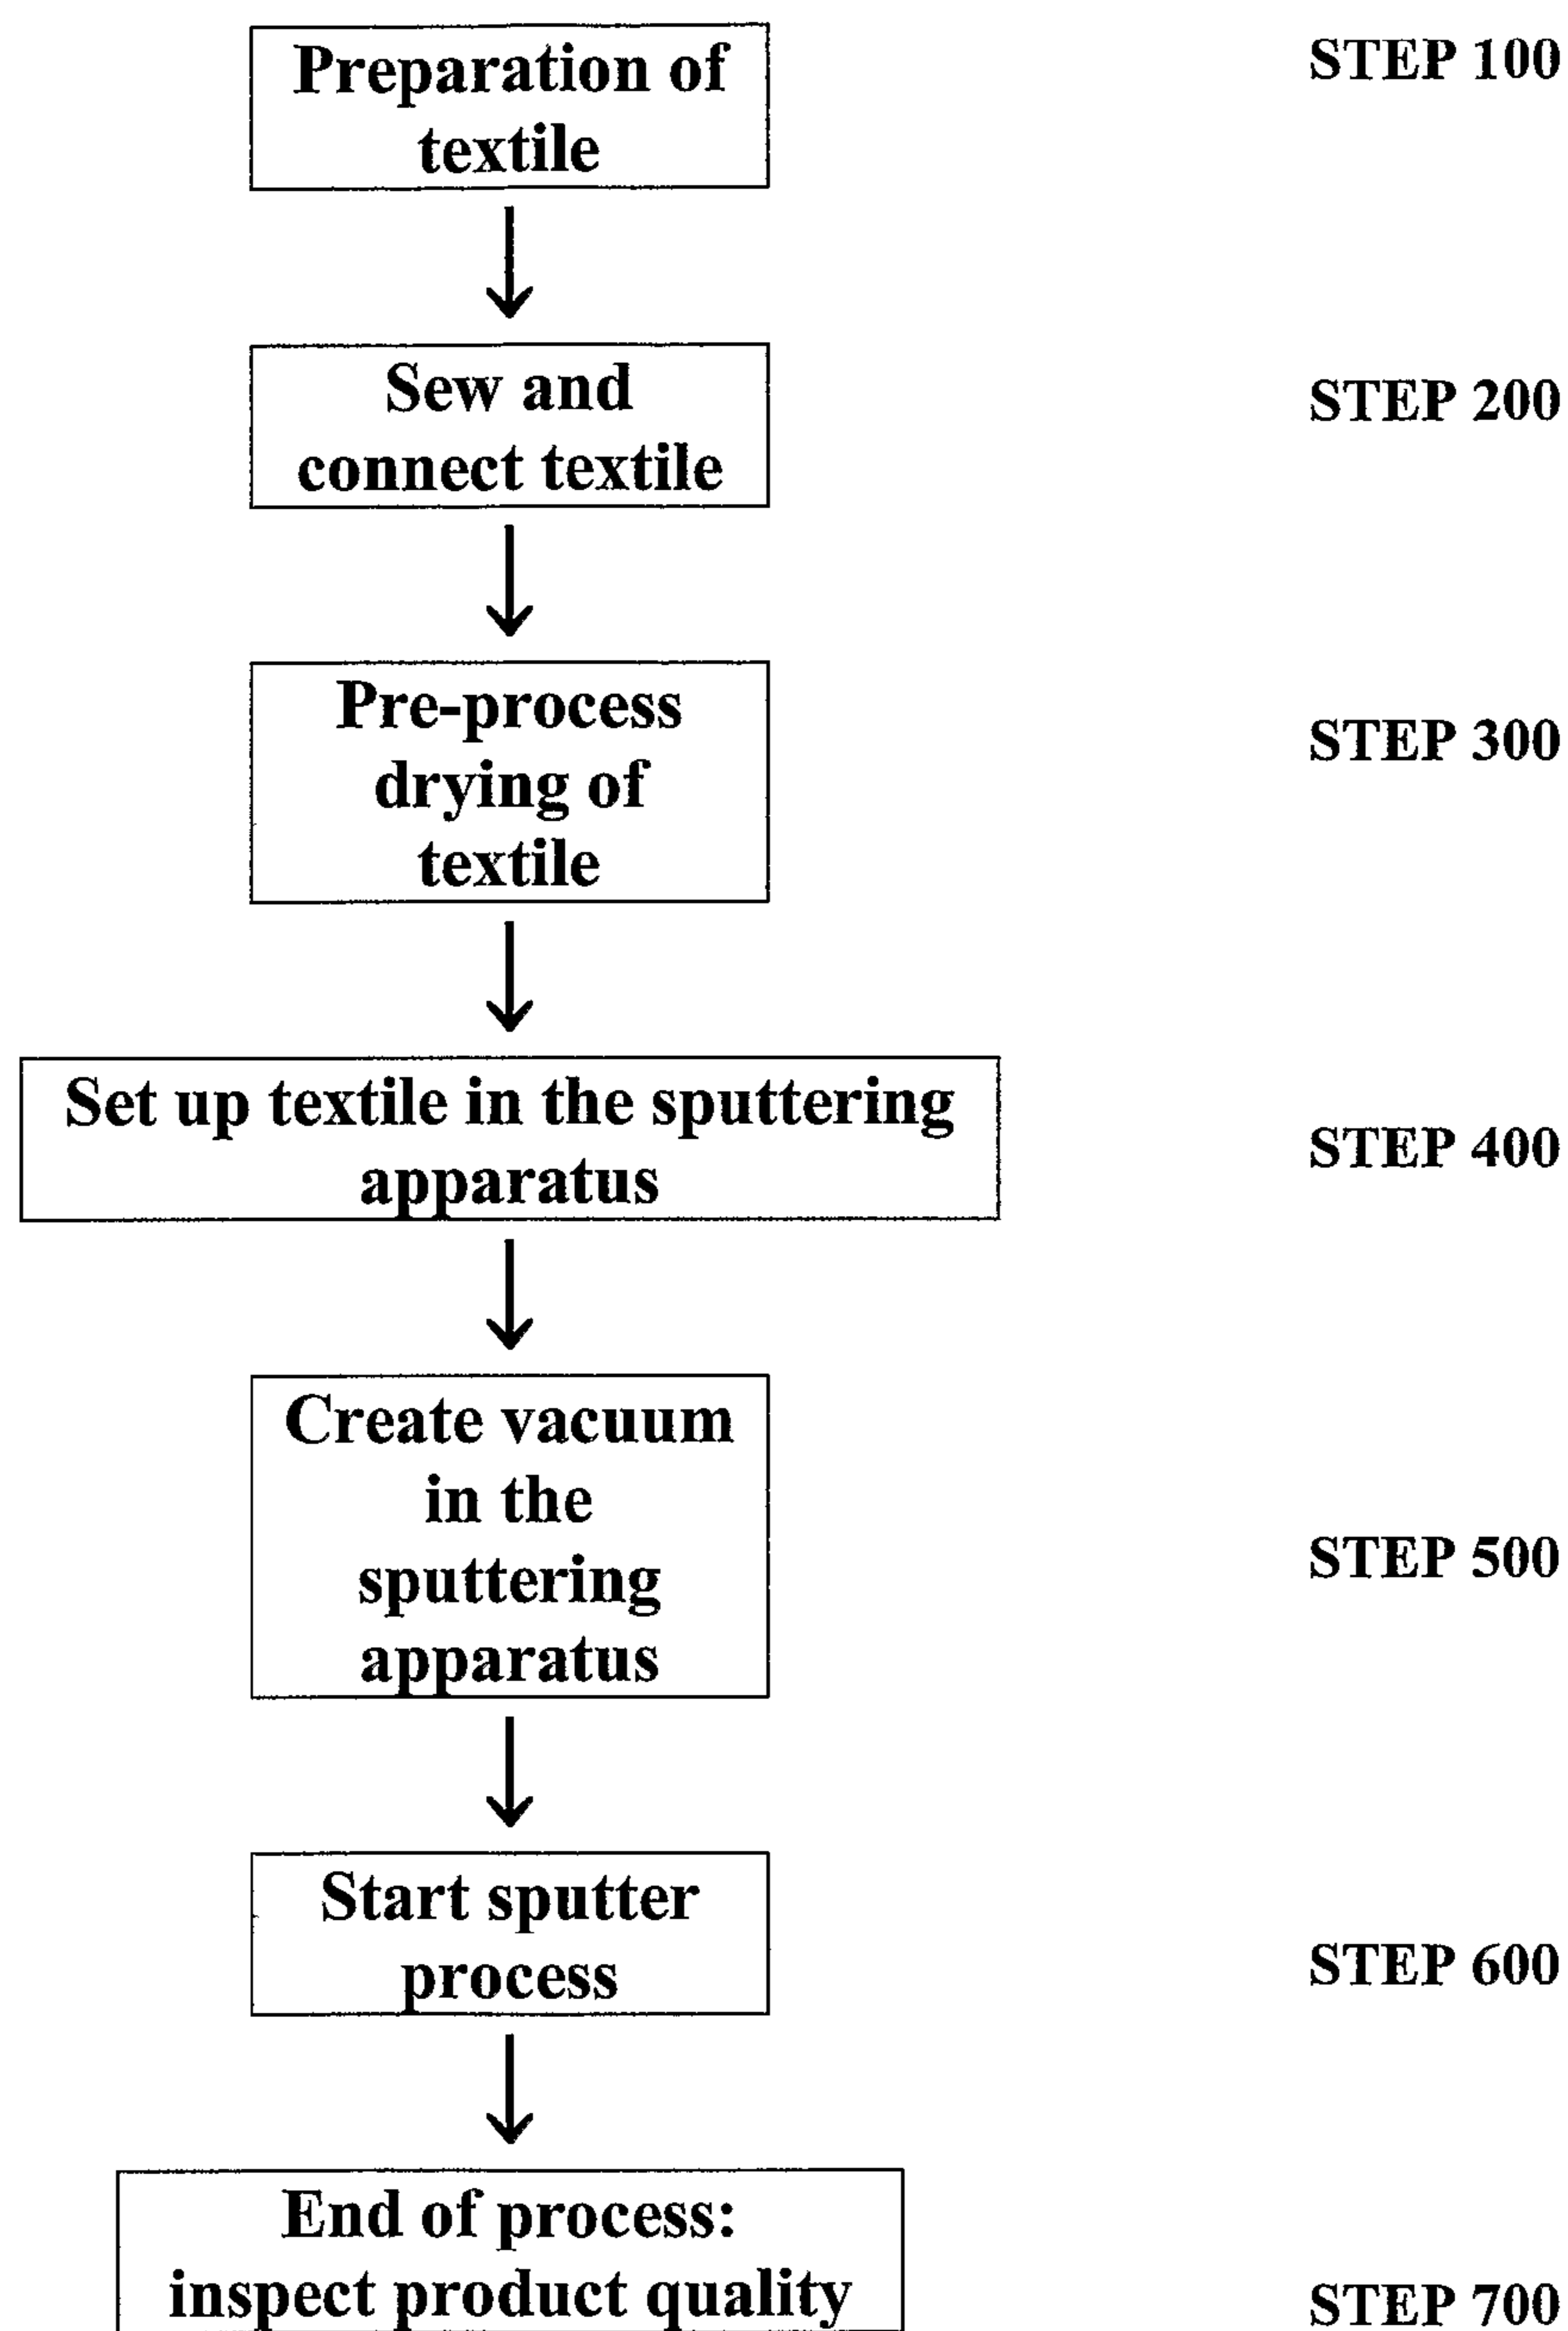 Preparation of
textile
STEP 100
Sew and
connect textile
STEP 200
Pre-process
drying of
textile
STEP 300
Set up textile in the sputtering
apparatus
STEP 400
Create vacuum
in the
sputtering
apparatus
STEP 500
Start sputter
process
STEP 600
End of process:
inspect product quality
STEP 700